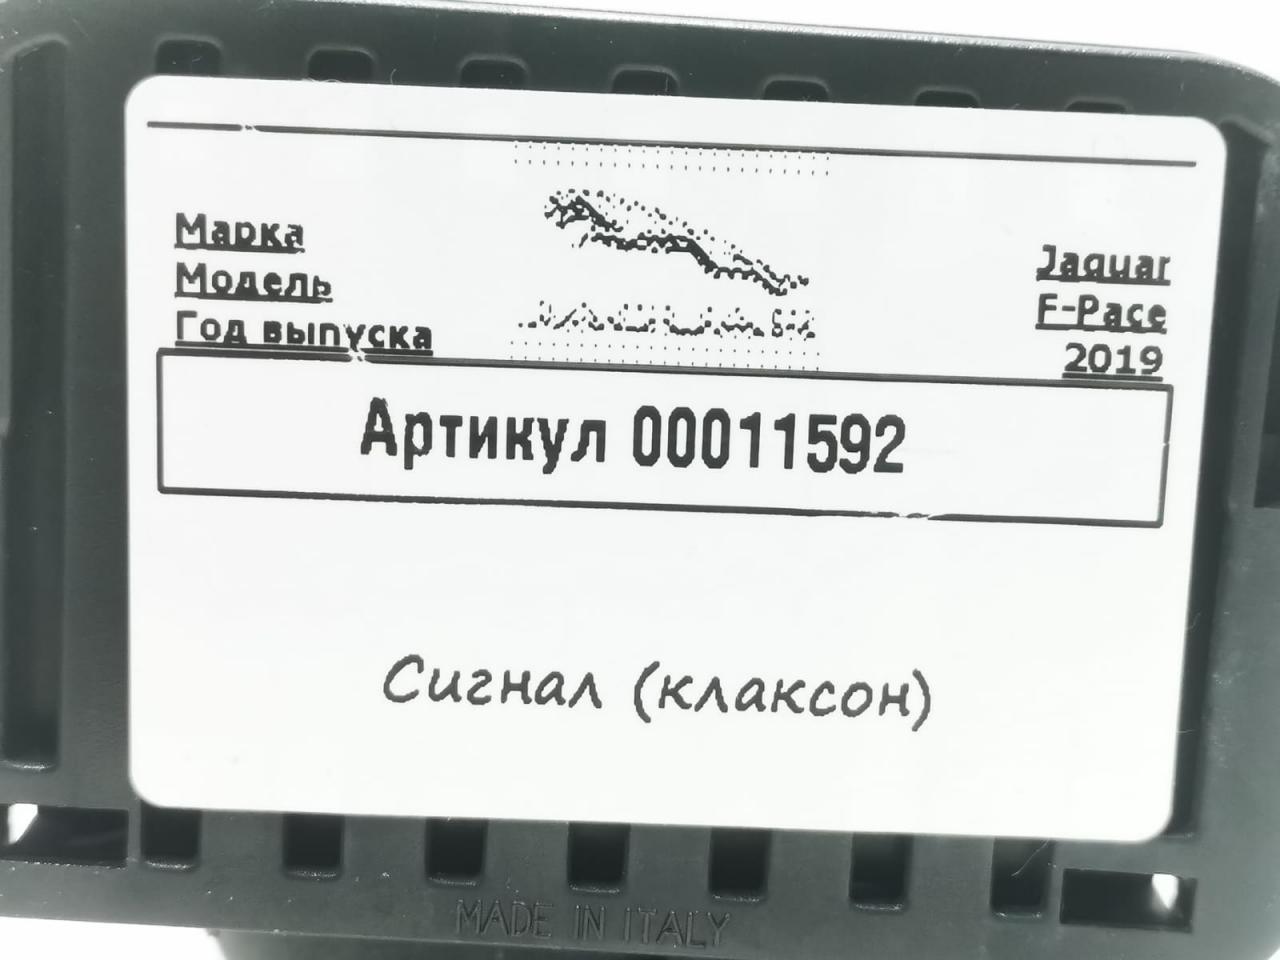 Марка
Jaguar
Модель
F-Pace
Год выпуска
2019
Артикул 00011592
Сигнал (клаксон)
MADE IN ITALY